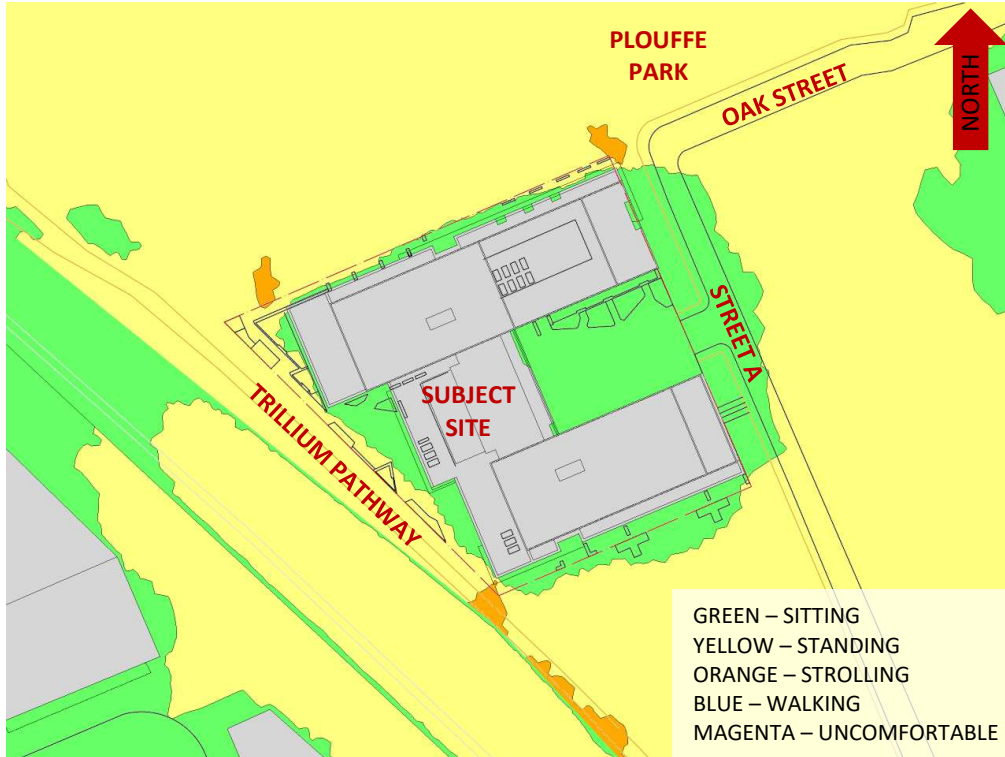 PLOUFFE
PARK
OAK STREET
NORTH
STREET A
SUBJECT
SITE
TRILLIUM PATHWAY
GREEN – SITTING
YELLOW – STANDING
ORANGE – STROLLING
BLUE – WALKING
MAGENTA – UNCOMFORTABLE